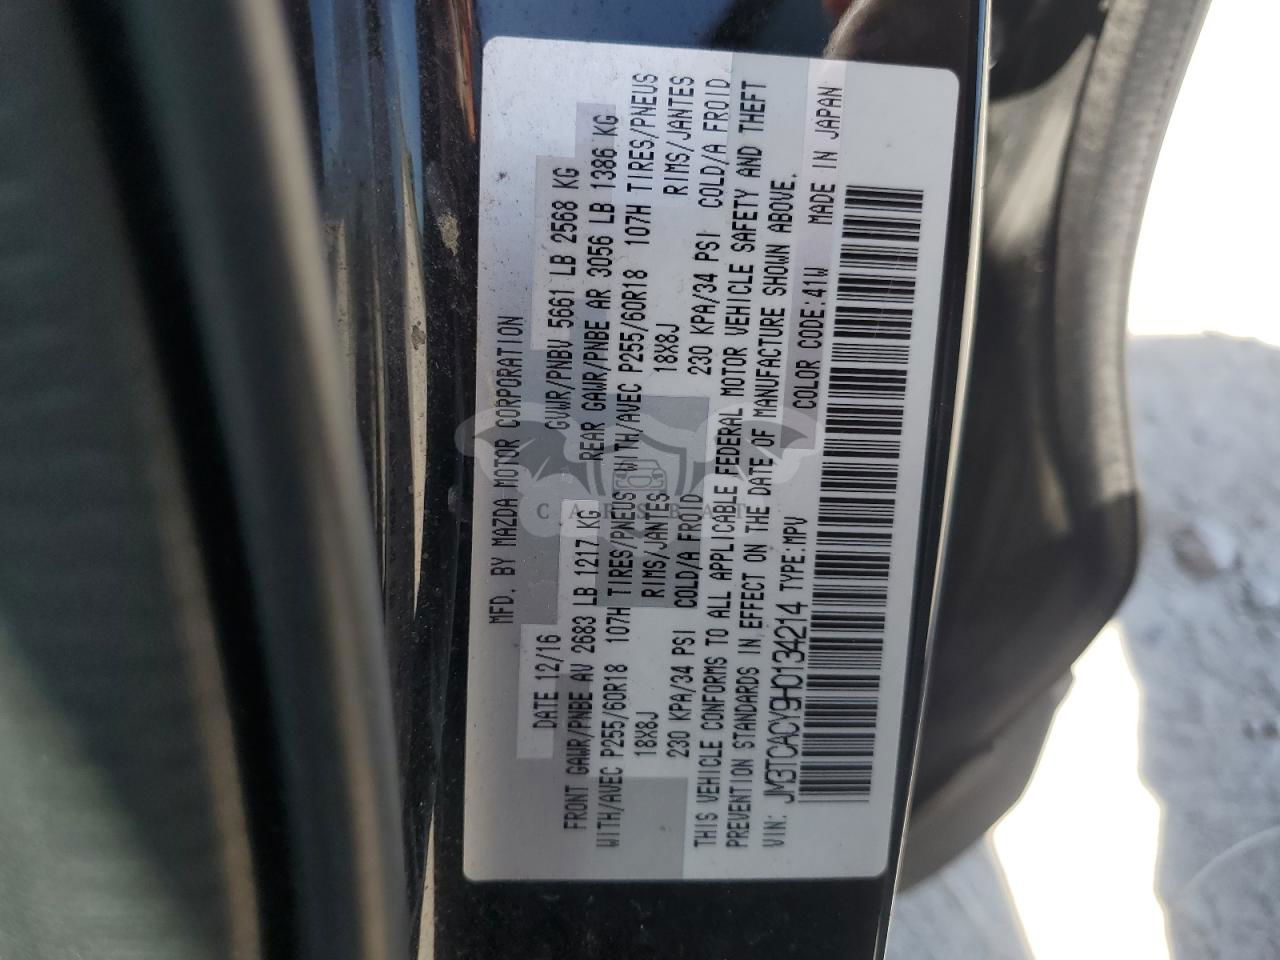 MFD. BY MAZDA MOTOR CORPORATION
DATE 12/16 GVWR/PNBV 5661 LB 2568 KG
FRONT GAWR/PNBE AV 2683 LB 1217 KG REAR GAWR/PNBE AR 3056 LB 1386 KG
WITH/AVEC P255/60R18 107H TIRES/PNEUS WITH/AVEC P255/60R18 107H TIRES/PNEUS
18X8J RIMS/JANTES 18X8J RIMS/JANTES
230 KPA/34 PSI COLD/A FROID 230 KPA/34 PSI COLD/A FROID
THIS VEHICLE CONFORMS TO ALL APPLICABLE FEDERAL MOTOR VEHICLE SAFETY AND THEFT
PREVENTION STANDARDS IN EFFECT ON THE DATE OF MANUFACTURE SHOWN ABOVE.
VIN: JM3TCACY9H0134214 TYPE:MPV COLOR CODE:41W MADE IN JAPAN
CARSBAT